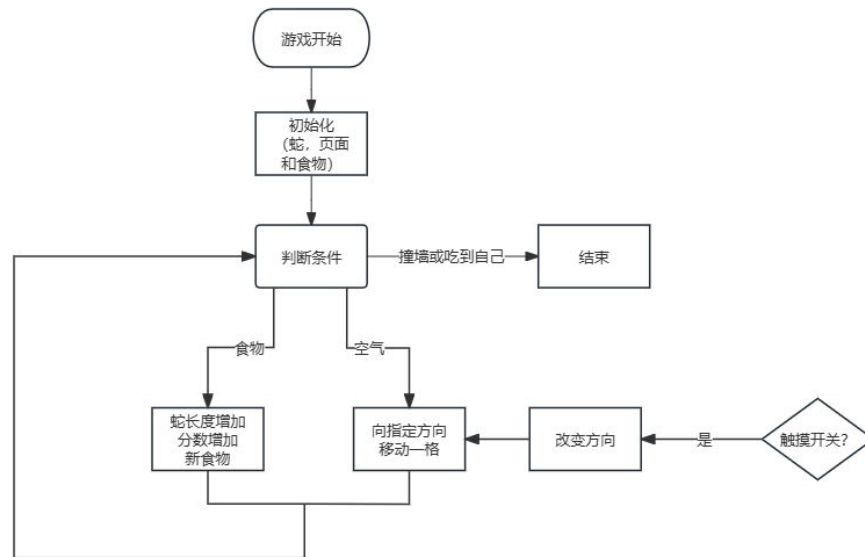 游戏开始
初始化
（蛇，页面
和食物）
判断条件
撞墙或吃到自己
结束
食物
空气
蛇长度增加
分数增加
新食物
向指定方向
移动一格
改变方向
是
触摸开关？